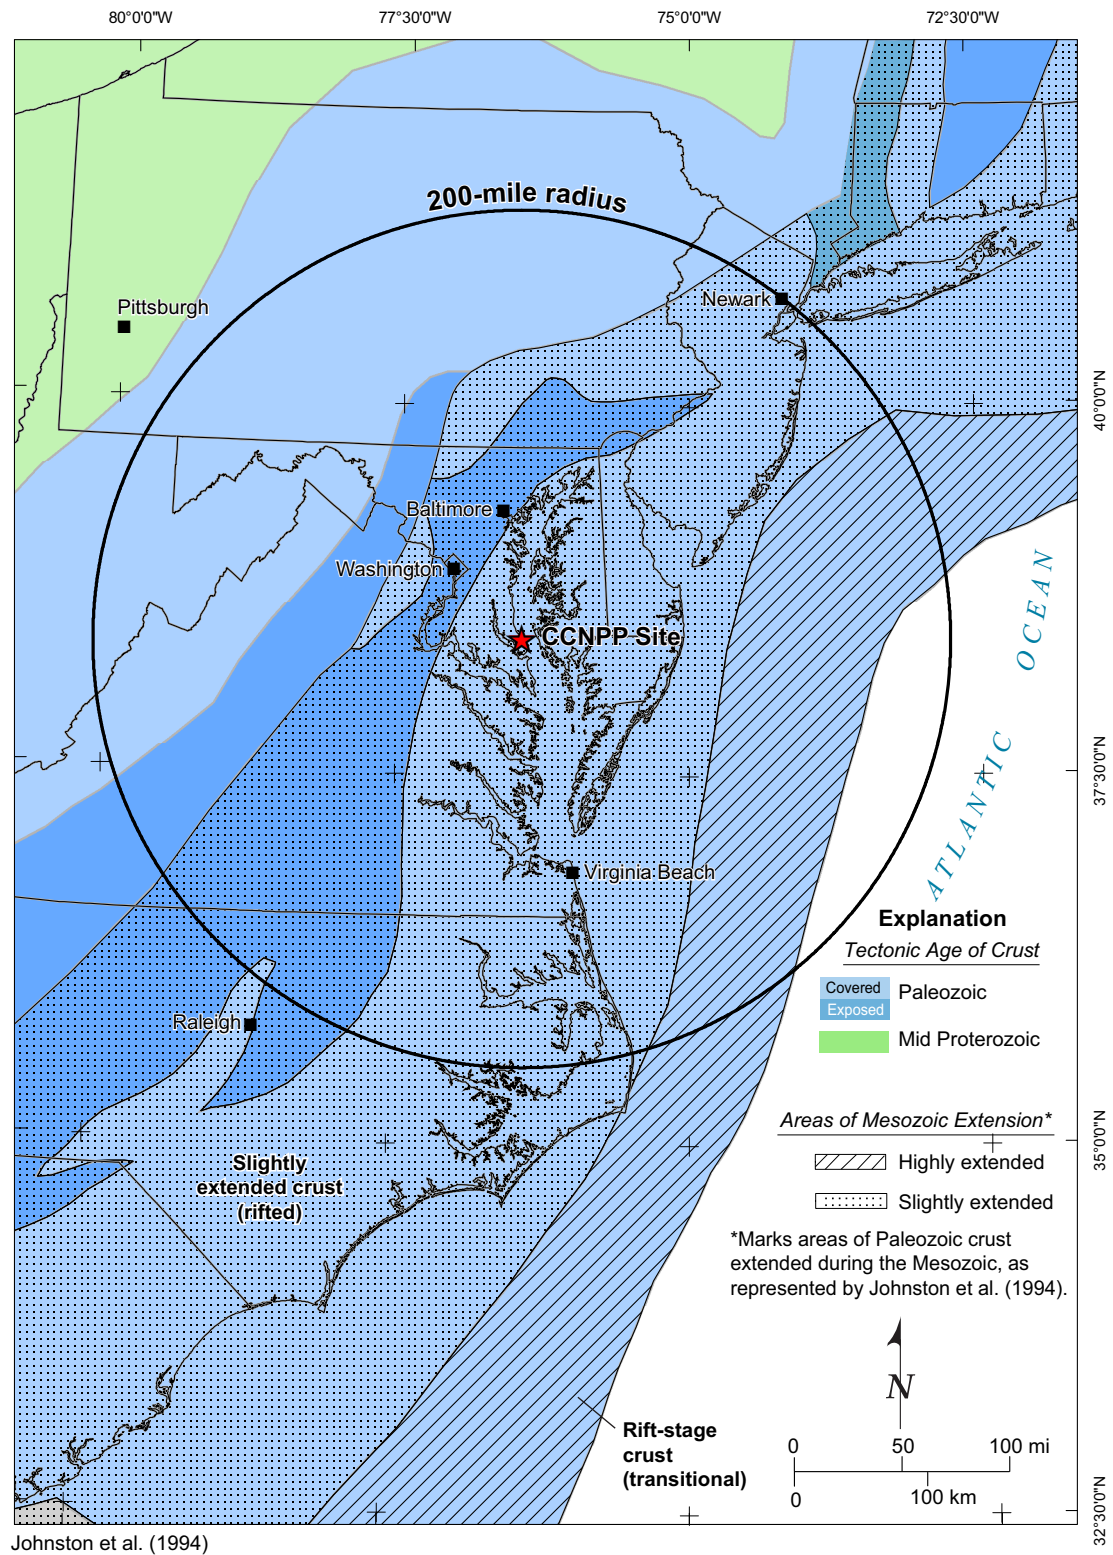 80°0'0"W
77°30'0"W
75°0'0"W
72°30'0"W
200-mile radius
Pittsburgh
Newark
40°0'0"N
Baltimore
Washington
OCEAN
CCNPP Site
37°30'0"N
ATLANTIC
Virginia Beach
Explanation
Tectonic Age of Crust
Covered
Paleozoic
Exposed
Raleigh
Mid Proterozoic
Areas of Mesozoic Extension*
35°0'0"N
Slightly
extended crust
(rifted)
Highly extended
Slightly extended
*Marks areas of Paleozoic crust
extended during the Mesozoic, as
represented by Johnston et al. (1994).
N
Rift-stage
crust
(transitional)
0 50 100 mi
0 100 km
32°30'0"N
Johnston et al. (1994)